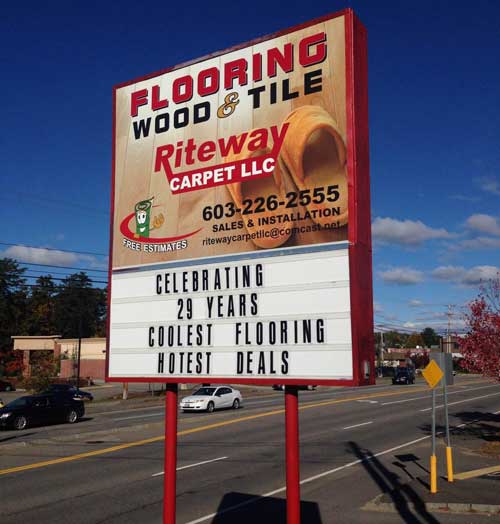 FLOORING
WOOD & TILE
Riteway
CARPET LLC
603-226-2555
SALES & INSTALLATION
ritewaycarpetllc@comcast.net
FREE ESTIMATES
CELEBRATING
29 YEARS
COOLEST FLOORING
HOTEST DEALS